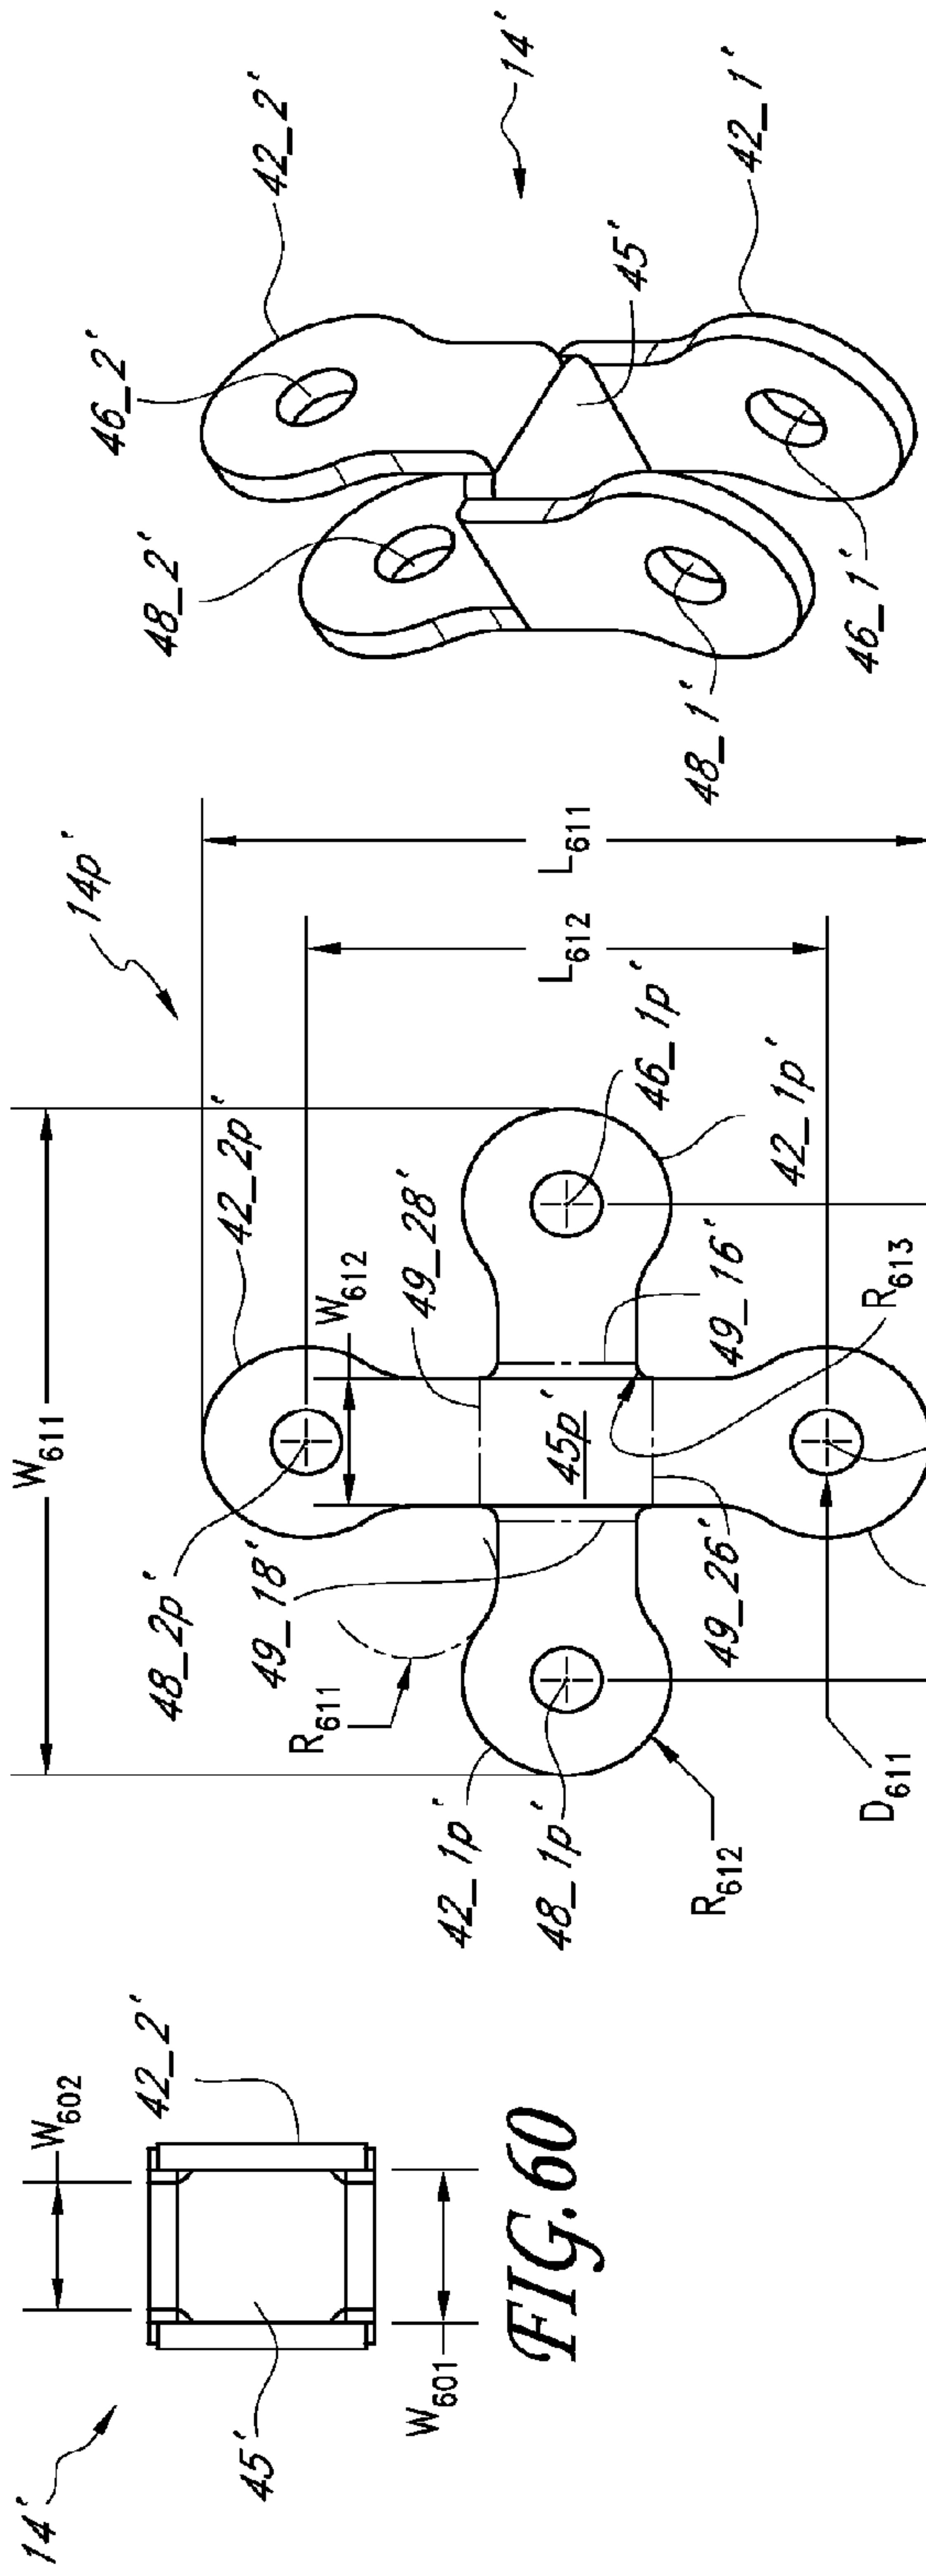 14'
W602
42_2'
45'
W601
FIG.60
14p'
W611
42_2p'
48_2p'
W612
49_28'
49_18'
R611
42_1p'
48_1p'
R612
45p'
46_1p'
49_16'
42_1p'
49_26'
R613
D611
L612
L611
42_2'
46_2'
48_2'
14'
45'
42_1'
48_1'
46_1'